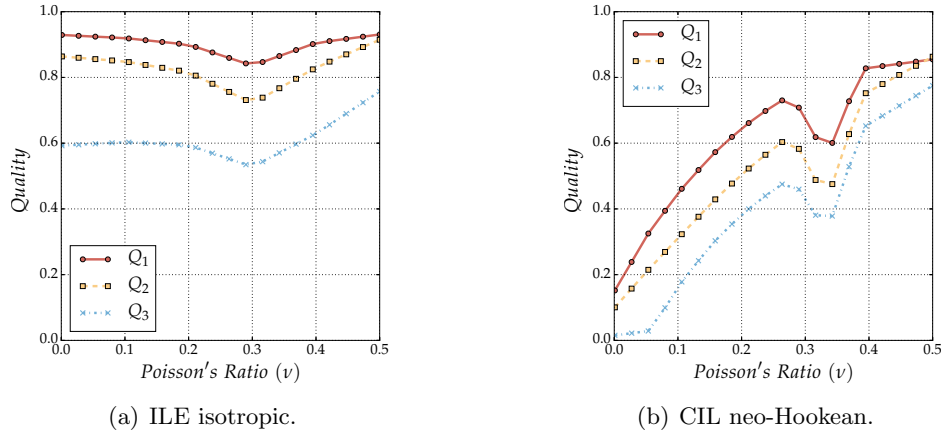 1.0
0.8
0.6
0.4
0.2
0.0
Quality
Q1
Q2
Q3
0.0 0.1 0.2 0.3 0.4 0.5
Poisson's Ratio (ν)
(a) ILE isotropic.
1.0
0.8
0.6
0.4
0.2
0.0
Quality
Q1
Q2
Q3
0.0 0.1 0.2 0.3 0.4 0.5
Poisson's Ratio (ν)
(b) CIL neo-Hookean.